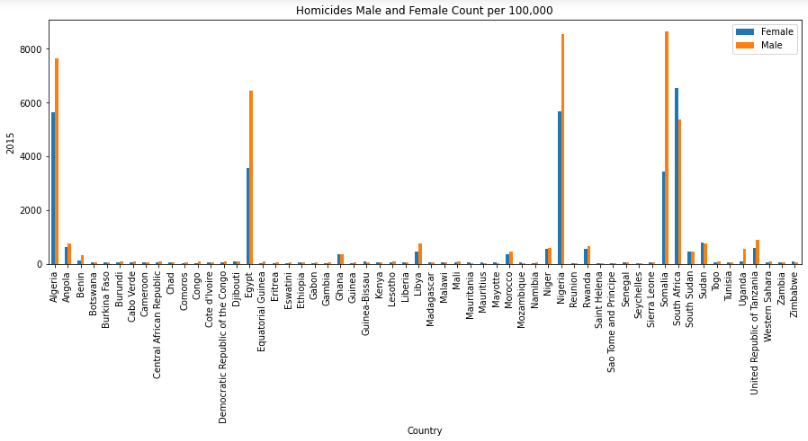 Homicides Male and Female Count per 100,000
Female
Male
8000
6000
4000
2000
0
2015
Algeria
Angola
Benin
Botswana
Burkina Faso
Burundi
Cabo Verde
Cameroon
Central African Republic
Chad
Comoros
Congo
Cote d'Ivoire
Democratic Republic of the Congo
Djibouti
Egypt
Equatorial Guinea
Eritrea
Eswatini
Ethiopia
Gabon
Gambia
Ghana
Guinea
Guinea-Bissau
Kenya
Lesotho
Liberia
Libya
Madagascar
Malawi
Mali
Mauritania
Mauritius
Mayotte
Morocco
Mozambique
Namibia
Niger
Nigeria
Reunion
Rwanda
Saint Helena
Sao Tome and Principe
Senegal
Seychelles
Sierra Leone
Somalia
South Africa
South Sudan
Sudan
Togo
Tunisia
Uganda
United Republic of Tanzania
Western Sahara
Zambia
Zimbabwe
Country